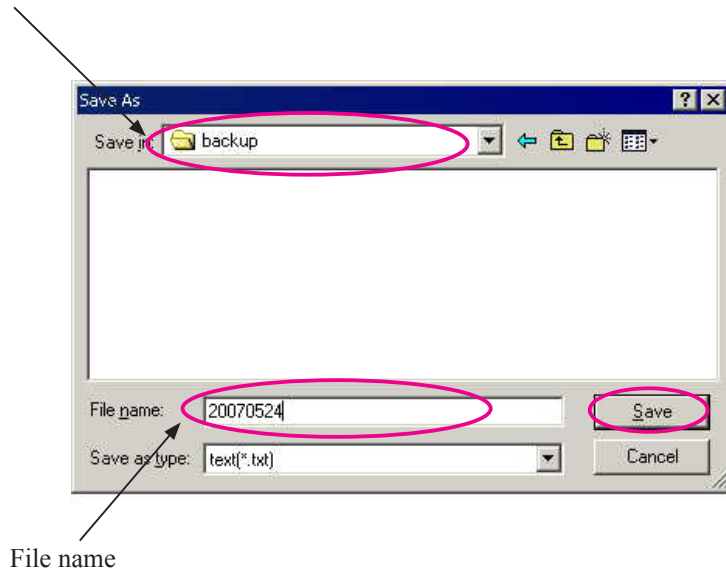 Save As
Save in: backup
File name: 20070524 Save
Save as type: text(*.txt) Cancel
File name